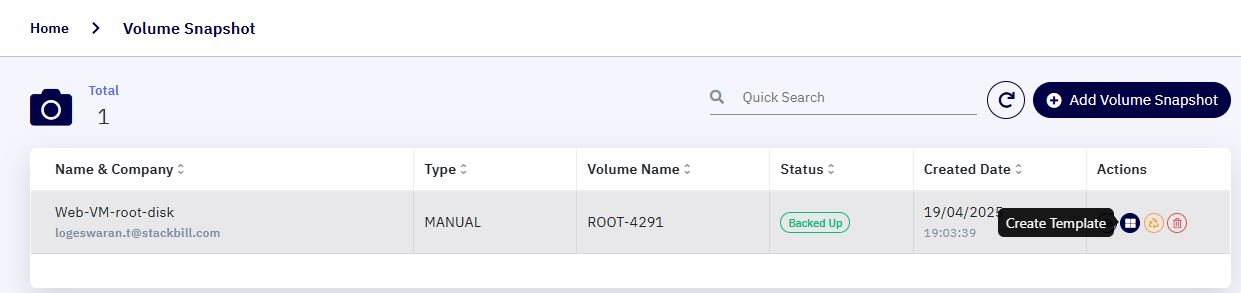 Home > Volume Snapshot
Total
1
Quick Search
Add Volume Snapshot
Name & Company Type Volume Name Status Created Date Actions
Web-VM-root-disk MANUAL ROOT-4291 Backed Up 19/04/2025
logeswaran.t@stackbill.com 19:03:39
Create Template